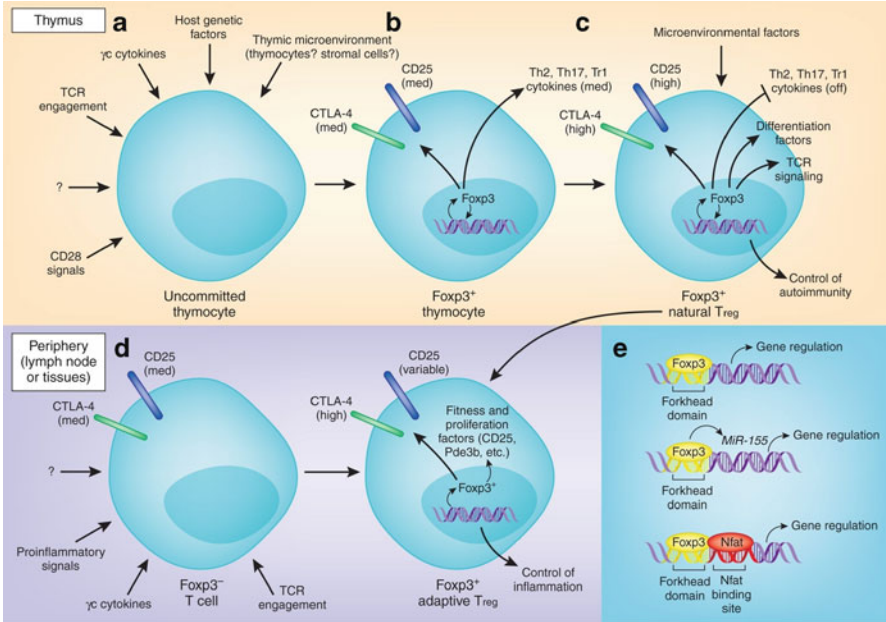 Thymus
a
Host genetic
factors
γc cytokines
Thymic microenvironment
(thymocytes? stromal cells?)
TCR
engagement
?
CD28
signals
Uncommitted
thymocyte
b
CD25
(med)
CTLA-4
(med)
Th2, Th17, Tr1
cytokines (med)
Foxp3
Foxp3+
thymocyte
c
Microenvironmental factors
CD25
(high)
CTLA-4
(high)
Th2, Th17, Tr1
cytokines (off)
Differentiation
factors
TCR
signaling
Foxp3
Control of
autoimmunity
Foxp3+
natural Treg
Periphery
(lymph node
or tissues)
d
CD25
(med)
CTLA-4
(med)
?
Proinflammatory
signals
γc cytokines
Foxp3−
T cell
TCR
engagement
CD25
(variable)
CTLA-4
(high)
Fitness and
proliferation
factors (CD25,
Pde3b, etc.)
Foxp3+
Control of
inflammation
Foxp3+
adaptive Treg
e
Foxp3
Gene regulation
Forkhead
domain
Foxp3
MiR-155
Gene regulation
Forkhead
domain
Foxp3
Nfat
Gene regulation
Forkhead
domain
Nfat
binding
site